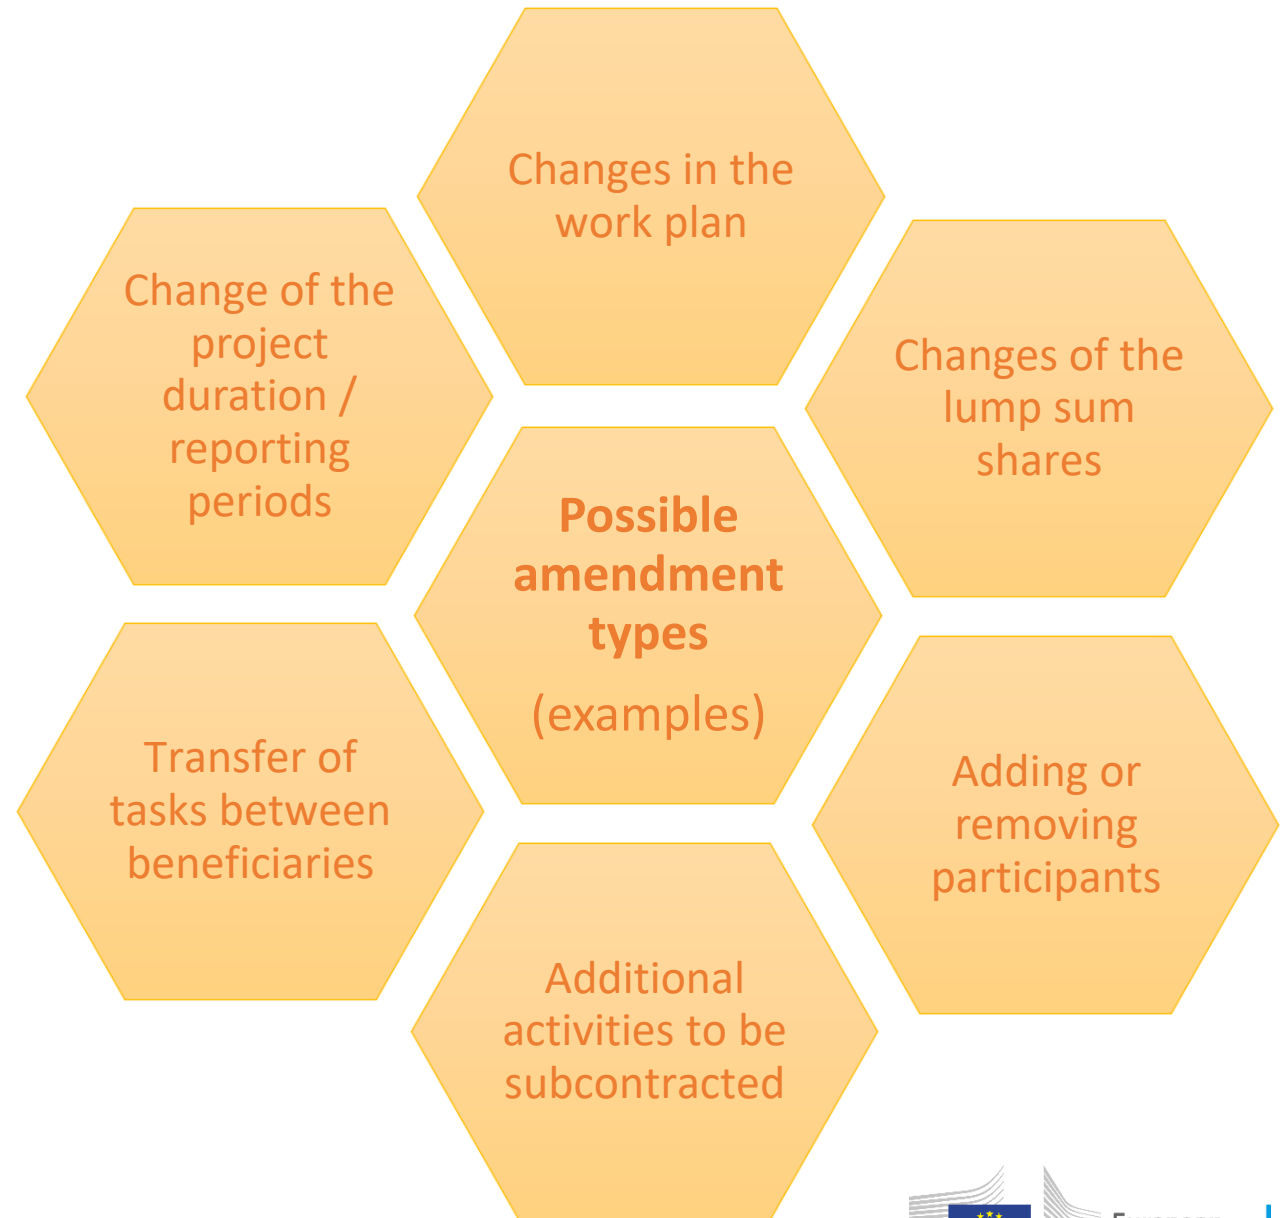 Changes in the
work plan
Change of the
project
duration /
reporting
periods
Changes of the
lump sum
shares
Possible
amendment
types
(examples)
Transfer of
tasks between
beneficiaries
Adding or
removing
participants
Additional
activities to be
subcontracted